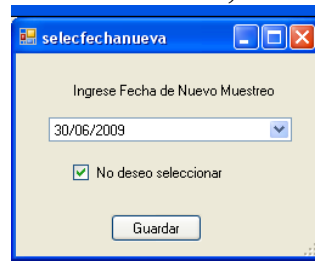 selecfechanueva
Ingrese Fecha de Nuevo Muestreo
30/06/2009
No deseo seleccionar
Guardar